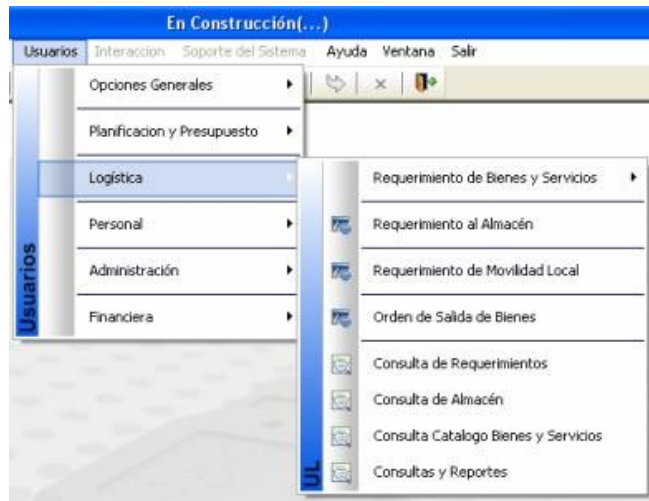 En Construcción(...)
Usuarios Interaccion Soporte del Sistema Ayuda Ventana Salir
Opciones Generales
Planificacion y Presupuesto
Logística
Personal
Administración
Financiera
Usuarios
Requerimiento de Bienes y Servicios
Requerimiento al Almacén
Requerimiento de Movilidad Local
Orden de Salida de Bienes
Consulta de Requerimientos
Consulta de Almacén
Consulta Catalogo Bienes y Servicios
Consultas y Reportes
UL